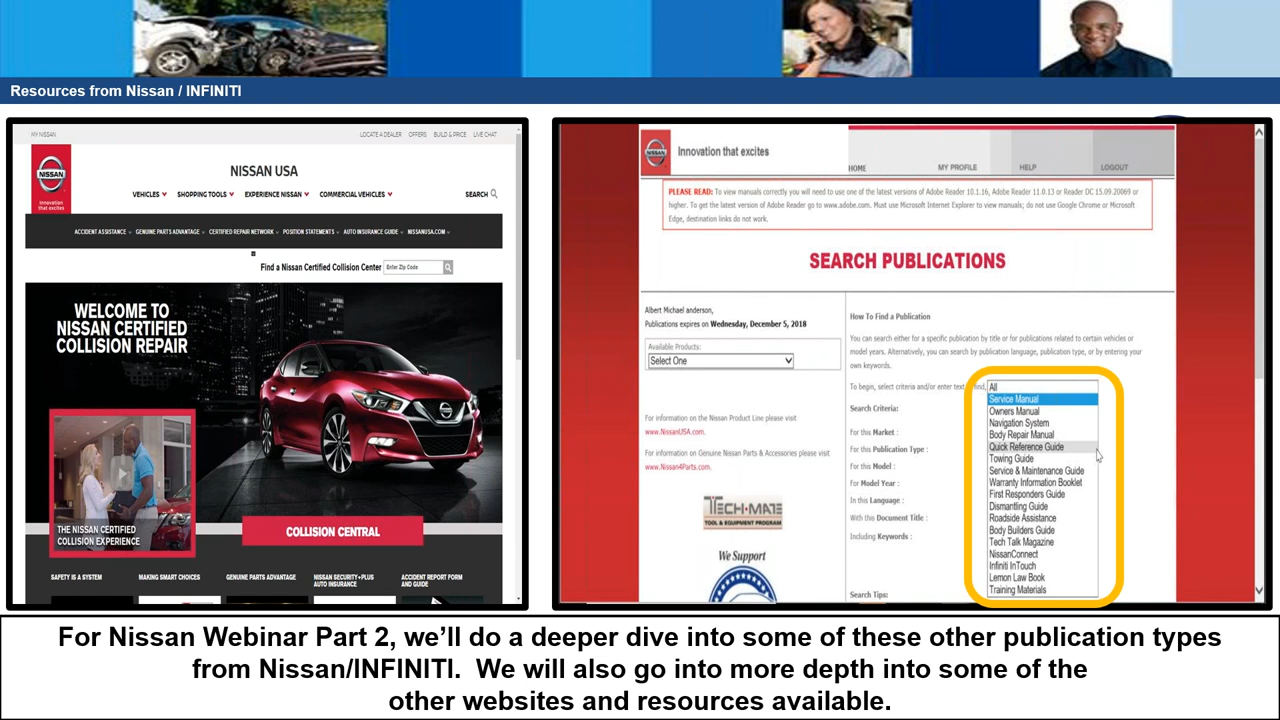 Resources from Nissan / INFINITI
MY NISSAN
LOCATE A DEALER OFFERS BUILD & PRICE LIVE CHAT
NISSAN
Innovation
that excites
NISSAN USA
VEHICLES SHOPPING TOOLS EXPERIENCE NISSAN COMMERCIAL VEHICLES
SEARCH
ACCIDENT ASSISTANCE GENUINE PARTS ADVANTAGE CERTIFIED REPAIR NETWORK POSITION STATEMENTS AUTO INSURANCE GUIDE NISSANUSA.COM
Find a Nissan Certified Collision Center Enter Zip Code
WELCOME TO
NISSAN CERTIFIED
COLLISION REPAIR
THE NISSAN CERTIFIED
COLLISION EXPERIENCE
COLLISION CENTRAL
SAFETY IS A SYSTEM
MAKING SMART CHOICES
GENUINE PARTS ADVANTAGE
NISSAN SECURITY+PLUS
AUTO INSURANCE
ACCIDENT REPORT FORM
AND GUIDE
NISSAN
Innovation that excites
HOME MY PROFILE HELP LOGOUT
PLEASE READ: To view manuals correctly you will need to use one of the latest versions of Adobe Reader 10.1.16, Adobe Reader 11.0.13 or Reader DC 15.09.20069 or
higher. To get the latest version of Adobe Reader go to www.adobe.com. Must use Microsoft Internet Explorer to view manuals; do not use Google Chrome or Microsoft
Edge, destination links do not work.
SEARCH PUBLICATIONS
Albert Michael anderson,
Publications expires on Wednesday, December 5, 2018
Available Products:
Select One
For information on the Nissan Product Line please visit
www.NissanUSA.com.
For information on Genuine Nissan Parts & Accessories please visit
www.Nissan4Parts.com.
TECH-MATE
TOOL & EQUIPMENT PROGRAM
We Support
How To Find a Publication
You can search either for a specific publication by title or for publications related to certain vehicles or
model years. Alternatively, you can search by publication language, publication type, or by entering your
own keywords.
To begin, select criteria and/or enter text
Search Criteria:
For this Market :
For this Publication Type :
For this Model :
For Model Year :
In this Language :
With this Document Title :
Including Keywords :
Search Tips:
All
Service Manual
Owners Manual
Navigation System
Body Repair Manual
Quick Reference Guide
Towing Guide
Service & Maintenance Guide
Warranty Information Booklet
First Responders Guide
Dismantling Guide
Roadside Assistance
Body Builders Guide
Tech Talk Magazine
NissanConnect
Infiniti InTouch
Lemon Law Book
Training Materials
For Nissan Webinar Part 2, we’ll do a deeper dive into some of these other publication types
from Nissan/INFINITI. We will also go into more depth into some of the
other websites and resources available.